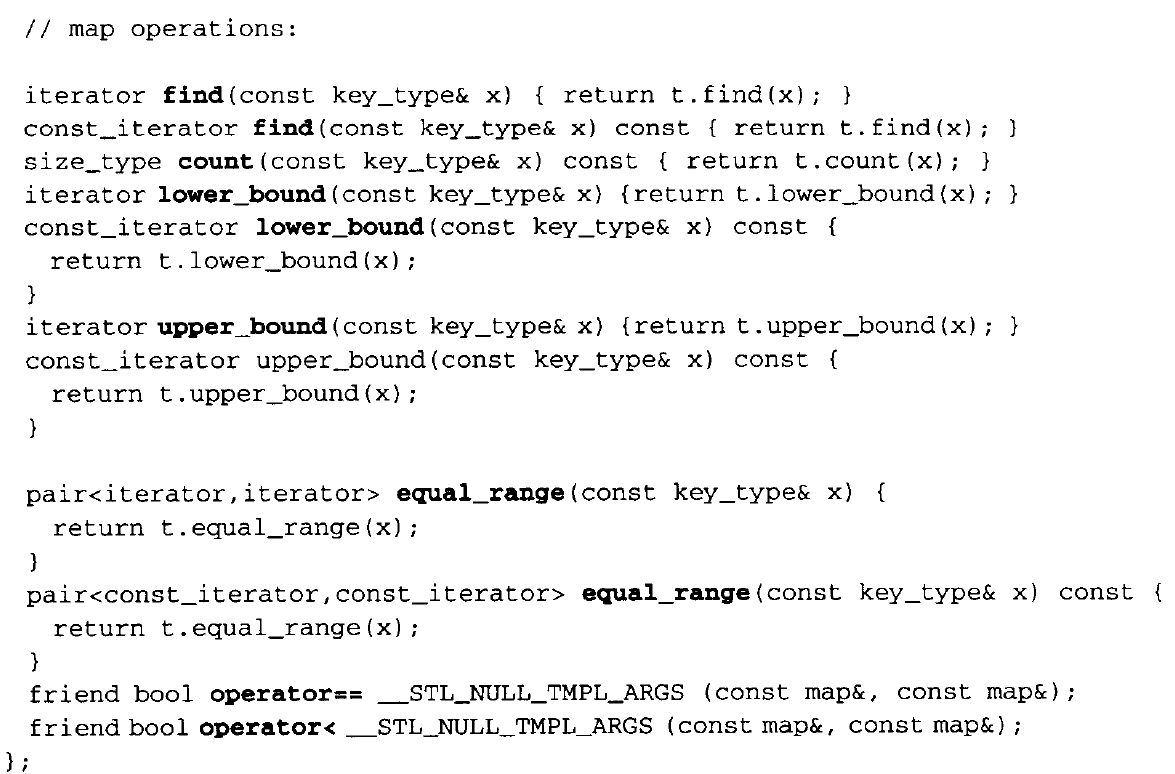 // map operations:

iterator find(const key_type& x) { return t.find(x); }
const_iterator find(const key_type& x) const { return t.find(x); }
size_type count(const key_type& x) const { return t.count(x); }
iterator lower_bound(const key_type& x) {return t.lower_bound(x); }
const_iterator lower_bound(const key_type& x) const {
  return t.lower_bound(x);
}
iterator upper_bound(const key_type& x) {return t.upper_bound(x); }
const_iterator upper_bound(const key_type& x) const {
  return t.upper_bound(x);
}

pair<iterator,iterator> equal_range(const key_type& x) {
  return t.equal_range(x);
}
pair<const_iterator,const_iterator> equal_range(const key_type& x) const {
  return t.equal_range(x);
}
friend bool operator== __STL_NULL_TMPL_ARGS (const map&, const map&);
friend bool operator< __STL_NULL_TMPL_ARGS (const map&, const map&);
};